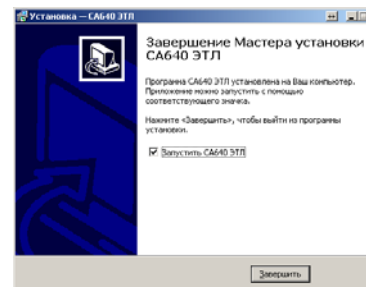 Установка — СА640 ЭТЛ
Завершение Мастера установки
СА640 ЭТЛ
Программа СА640 ЭТЛ установлена на Ваш компьютер.
Приложение можно запустить с помощью
соответствующего значка.
Нажмите «Завершить», чтобы выйти из программы
установки.
Запустить СА640 ЭТЛ
Завершить